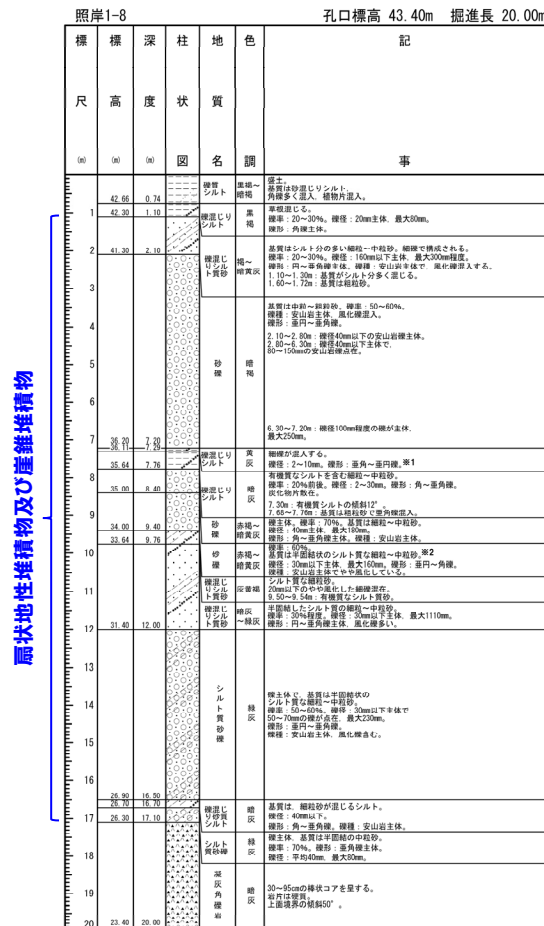 照岸1-8 孔口標高 43.40m 掘進長 20.00m
標尺 (m) 標高 (m) 深度 (m) 柱状図 地質名 色調 記事
扇状地性堆積物及び崖錐堆積物
42.66 0.74 礫質シルト 黒褐～暗褐
盛土。
基質は砂混じりシルト。
角礫多く混入、植物片混入。
1 42.30 1.10 礫混じりシルト 黒褐
草根混じる。
礫率：20～30%。礫径：20mm主体、最大80mm。
礫形：角礫主体。
2 41.30 2.10 礫混じりシルト質砂 褐～暗黄灰
基質はシルト分の多い細粒～中粒砂。細礫で構成される。
礫率：20～30%。礫径：160mm以下主体、最大300mm程度。
礫形：円～亜角礫主体。礫種：安山岩主体で、風化礫混入する。
1.10～1.30m：基質がシルト分多く混じる。
1.60～1.72m：基質は粗粒砂。
3
4
5
6
7 36.20 7.20 砂礫 暗褐
基質は中粒～粗粒砂。礫率：50～60%。
礫種：安山岩主体、風化礫混入。
礫形：亜円～亜角礫。
2.10～2.80m：礫径40mm以下の安山岩礫主体。
2.80～6.30m：礫径40mm以下主体で、
80～150mmの安山岩礫点在。
6.30～7.20m：礫径100mm程度の礫が主体、
最大250mm。
36.11 7.29 礫混じりシルト 黄灰
細礫が混入する。
礫径：2～10mm。礫形：亜角～亜円礫。※1
35.64 7.76
8 35.00 8.40 礫混じりシルト 暗灰
有機質なシルトを含む細粒～中粒砂。
礫率：20%前後。礫径：2～30mm。礫形：角～亜角礫。
炭化物片散在。
7.30m：有機質シルトの傾斜12°。
7.68～7.76m：基質は粗粒砂で亜角礫混入。
9 34.00 9.40 砂礫 赤褐～暗黄灰
礫主体。礫率：70%。基質は細粒～中粒砂。
礫径：40mm主体、最大180mm。
礫形：角～亜角礫主体。礫種：安山岩主体。
33.64 9.76
10 砂礫 赤褐～暗黄灰
礫率：60%。
基質は半固結状のシルト質な細粒～中粒砂。※2
礫径：30mm以下主体、最大160mm。礫形：亜円～角礫。
礫種：安山岩主体でやや風化している。
11 礫混じりシルト質砂 灰黄褐
シルト質な細粒砂。
20mm以下のやや風化した細礫混在。
9.50～9.54m：有機質なシルト質砂。
12 31.40 12.00 礫混じりシルト質砂 暗灰～緑灰
半固結したシルト質の細粒～中粒砂。
礫率：30%程度。礫径：30mm以下主体、最大1110mm。
礫形：円～亜角礫主体、風化礫多い。
13
14
15
16 26.90 16.50 シルト質砂礫 緑灰
礫主体で、基質は半固結状の
シルト質な細粒～中粒砂。
礫率：50～60%。礫径：30mm以下主体で
50～70mmの礫が点在、最大230mm。
礫形：亜円～亜角礫。
礫種：安山岩主体、風化礫含む。
26.70 16.70
17 26.30 17.10 礫混じり砂質シルト 暗灰
基質は、細粒砂が混じるシルト。
礫径：40mm以下。
礫形：角～亜角礫。礫種：安山岩主体。
18 シルト質砂礫 緑灰
礫主体、基質は半固結の中粒砂。
礫率：70%。礫形：亜角礫主体。
礫径：平均40mm、最大80mm。
19
20 23.40 20.00 凝灰角礫岩 暗灰
30～95cmの棒状コアを呈する。
岩片は硬質。
上面境界の傾斜50°。